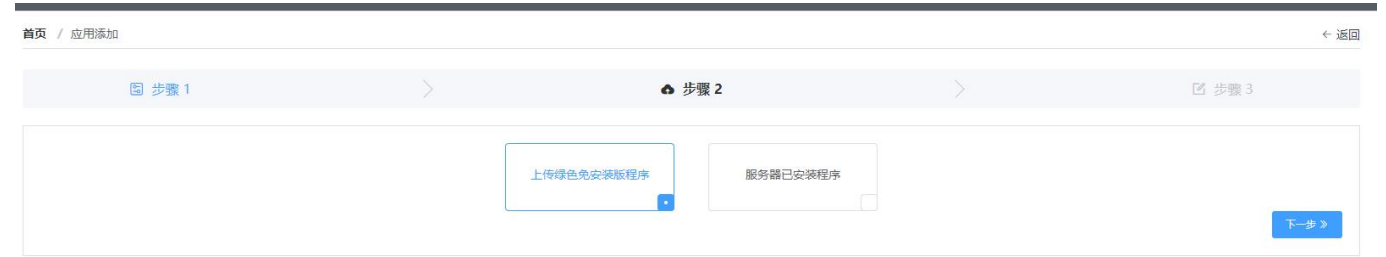 首页 / 应用添加 ← 返回
步骤 1 步骤 2 步骤 3
上传绿色免安装版程序 服务器已安装程序
下一步 »